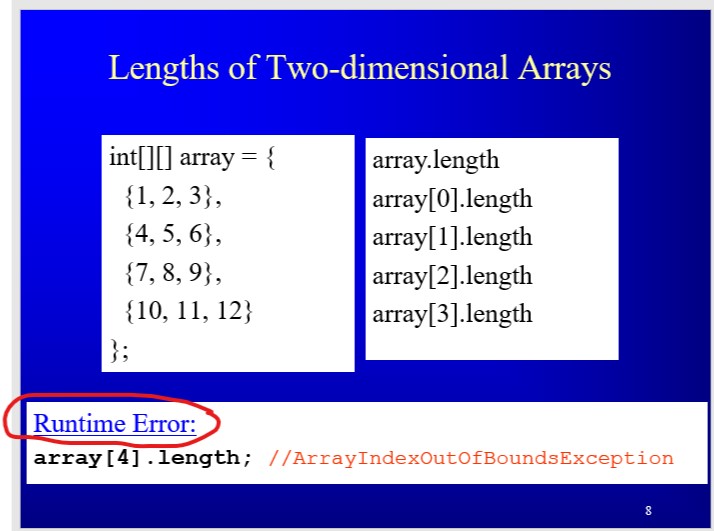 Lengths of Two-dimensional Arrays
int[][] array = {
{1, 2, 3},
{4, 5, 6},
{7, 8, 9},
{10, 11, 12}
};
array.length
array[0].length
array[1].length
array[2].length
array[3].length
Runtime Error:
array[4].length; //ArrayIndexOutOfBoundsException
8